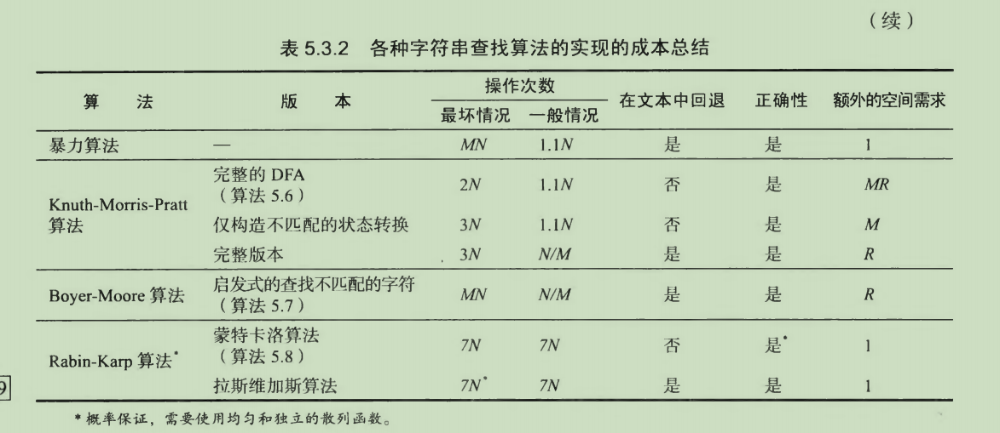 （续）
表 5.3.2 各种字符串查找算法的实现的成本总结
算 法 版 本 操作次数 在文本中回退 正确性 额外的空间需求
最坏情况 一般情况
暴力算法 — MN 1.1N 是 是 1
Knuth-Morris-Pratt 算法 完整的 DFA（算法 5.6） 2N 1.1N 否 是 MR
仅构造不匹配的状态转换 3N 1.1N 否 是 M
完整版本 3N N/M 是 是 R
Boyer-Moore 算法 启发式的查找不匹配的字符（算法 5.7） MN N/M 是 是 R
Rabin-Karp 算法* 蒙特卡洛算法（算法 5.8） 7N 7N 否 是* 1
拉斯维加斯算法 7N* 7N 是 是 1
9
* 概率保证，需要使用均匀和独立的散列函数。